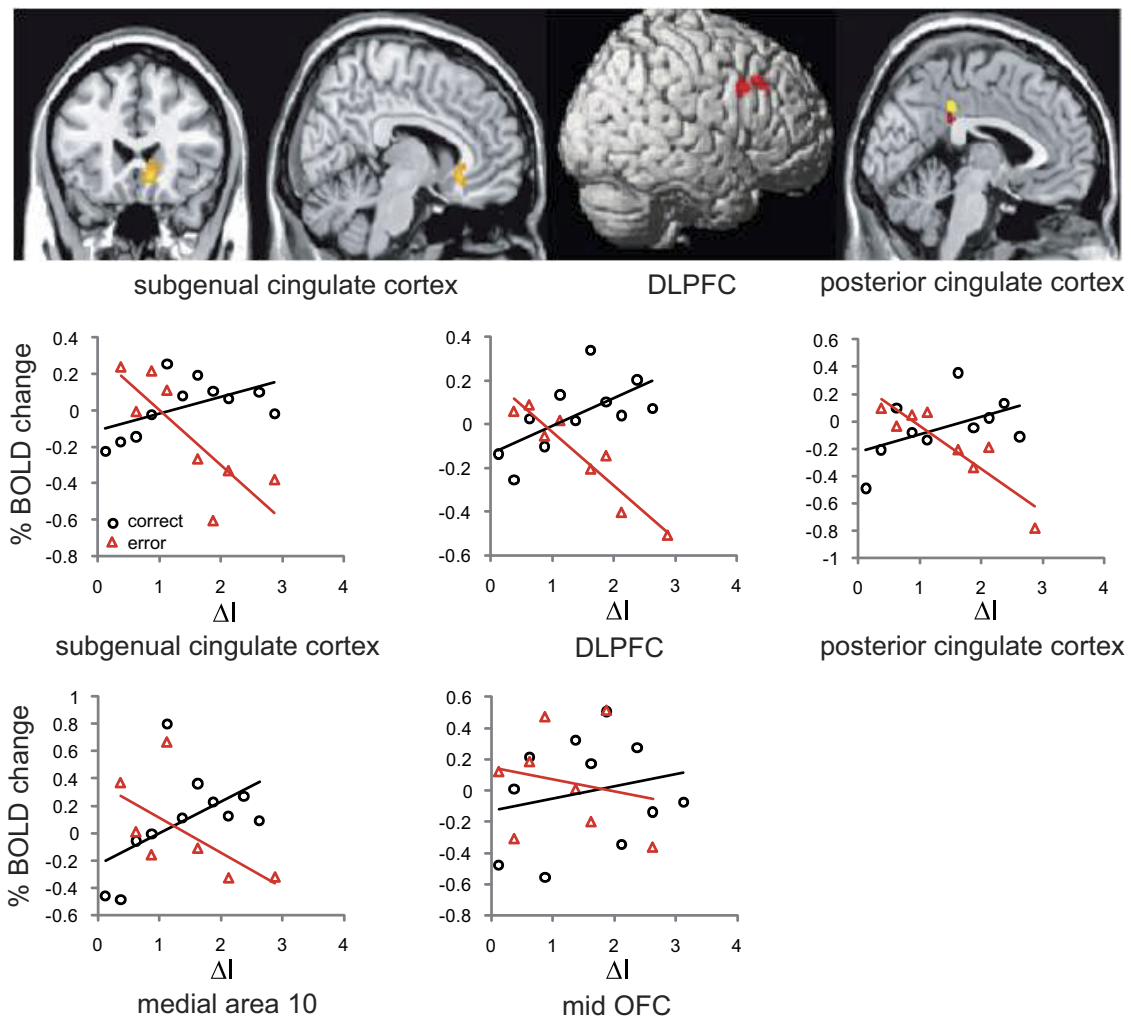 subgenual cingulate cortex DLPFC posterior cingulate cortex
% BOLD change
0.4
0.2
0
-0.2
-0.4
-0.6
-0.8
correct
error
0 1 2 3 4
ΔI
0.4
0.2
0
-0.2
-0.4
-0.6
0 1 2 3 4
ΔI
0.6
0.4
0.2
0
-0.2
-0.4
-0.6
-0.8
-1
0 1 2 3 4
ΔI
subgenual cingulate cortex DLPFC posterior cingulate cortex
% BOLD change
1
0.8
0.6
0.4
0.2
0
-0.2
-0.4
-0.6
0 1 2 3 4
ΔI
0.6
0.4
0.2
0
-0.2
-0.4
-0.6
-0.8
0 1 2 3 4
ΔI
medial area 10 mid OFC